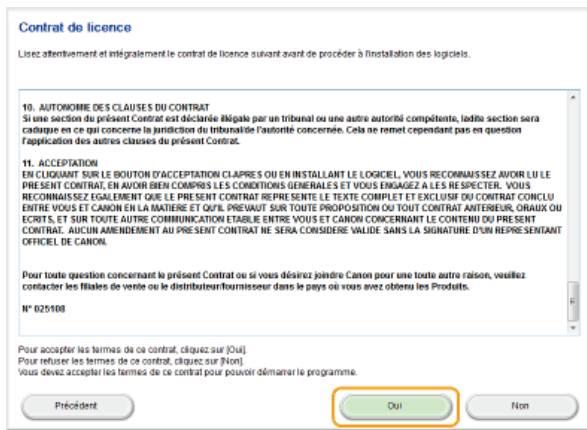 Contrat de licence
Lisez attentivement et intégralement le contrat de licence suivant avant de procéder à l'installation des logiciels.
10. AUTONOMIE DES CLAUSES DU CONTRAT
Si une section du présent Contrat est déclarée illégale par un tribunal ou une autre autorité compétente, ladite section sera
caduque en ce qui concerne la juridiction du tribunal/de l'autorité concernée. Cela ne remet cependant pas en question
l'application des autres clauses du présent Contrat.
11. ACCEPTATION
EN CLIQUANT SUR LE BOUTON D'ACCEPTATION CI-APRES OU EN INSTALLANT LE LOGICIEL, VOUS RECONNAISSEZ AVOIR LU LE
PRESENT CONTRAT, EN AVOIR BIEN COMPRIS LES CONDITIONS GENERALES ET VOUS ENGAGEZ A LES RESPECTER. VOUS
RECONNAISSEZ EGALEMENT QUE LE PRESENT CONTRAT REPRESENTE LE TEXTE COMPLET ET EXCLUSIF DU CONTRAT CONCLU
ENTRE VOUS ET CANON EN LA MATIERE ET QU'IL PREVAUT SUR TOUTE PROPOSITION OU TOUT CONTRAT ANTERIEUR, ORAUX OU
ECRITS, ET SUR TOUTE AUTRE COMMUNICATION ETABLIE ENTRE VOUS ET CANON CONCERNANT LE CONTENU DU PRESENT
CONTRAT. AUCUN AMENDEMENT AU PRESENT CONTRAT NE SERA CONSIDERE VALIDE SANS LA SIGNATURE D'UN REPRESENTANT
OFFICIEL DE CANON.
Pour toute question concernant le présent Contrat ou si vous désirez joindre Canon pour une toute autre raison, veuillez
contacter les filiales de vente ou le distributeur/fournisseur dans le pays où vous avez obtenu les Produits.
N° 025108
Pour accepter les termes de ce contrat, cliquez sur [Oui].
Pour refuser les termes de ce contrat, cliquez sur [Non].
Vous devez accepter les termes de ce contrat pour pouvoir démarrer le programme.
Précédent Oui Non